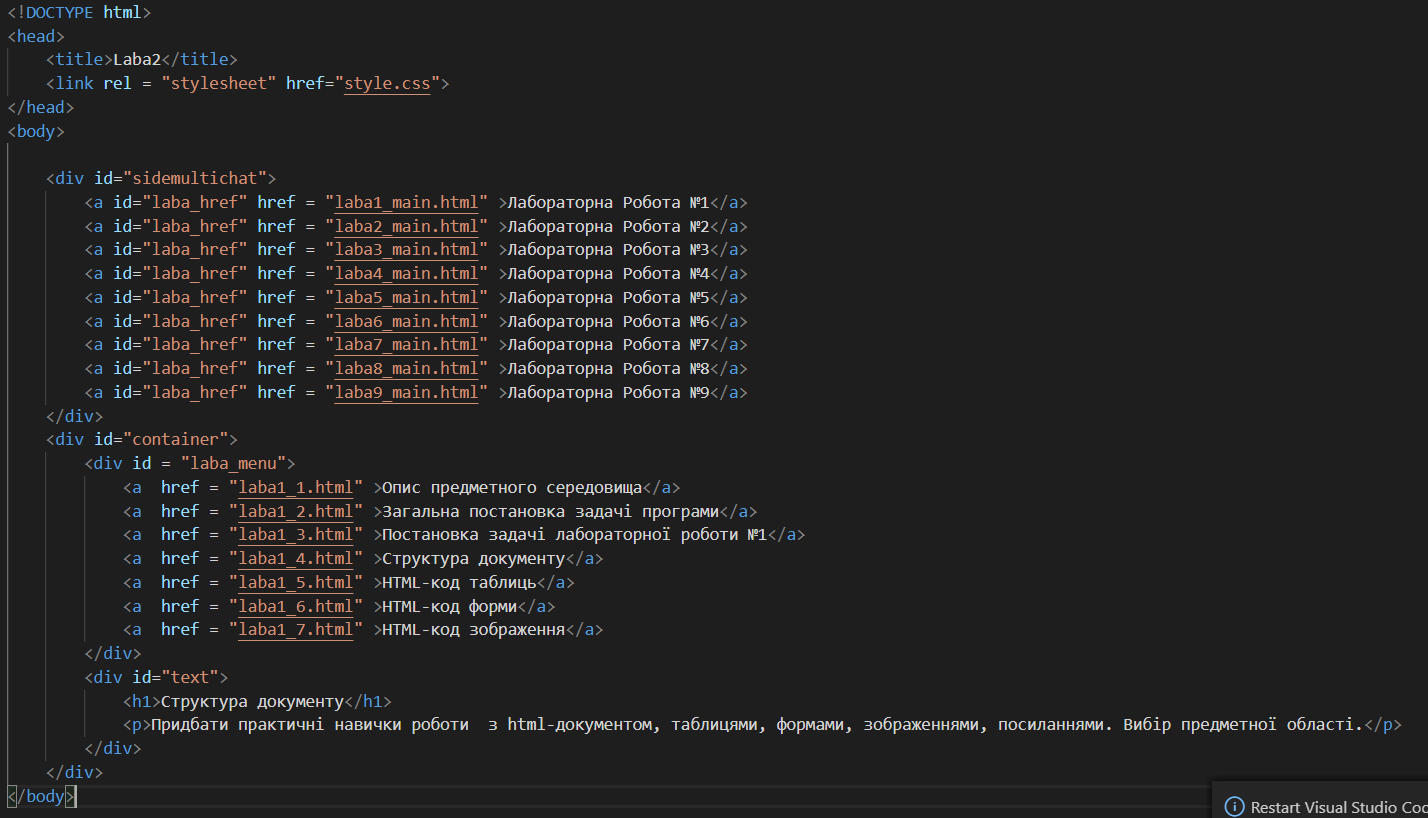 <!DOCTYPE html>
<head>
    <title>Laba2</title>
    <link rel = "stylesheet" href="style.css">
</head>
<body>
    <div id="sidemultichat">
        <a id="laba_href" href = "laba1_main.html" >Лабораторна Робота №1</a>
        <a id="laba_href" href = "laba2_main.html" >Лабораторна Робота №2</a>
        <a id="laba_href" href = "laba3_main.html" >Лабораторна Робота №3</a>
        <a id="laba_href" href = "laba4_main.html" >Лабораторна Робота №4</a>
        <a id="laba_href" href = "laba5_main.html" >Лабораторна Робота №5</a>
        <a id="laba_href" href = "laba6_main.html" >Лабораторна Робота №6</a>
        <a id="laba_href" href = "laba7_main.html" >Лабораторна Робота №7</a>
        <a id="laba_href" href = "laba8_main.html" >Лабораторна Робота №8</a>
        <a id="laba_href" href = "laba9_main.html" >Лабораторна Робота №9</a>
    </div>
    <div id="container">
        <div id = "laba_menu">
            <a  href = "laba1_1.html" >Опис предметного середовища</a>
            <a  href = "laba1_2.html" >Загальна постановка задачі програми</a>
            <a  href = "laba1_3.html" >Постановка задачі лабораторної роботи №1</a>
            <a  href = "laba1_4.html" >Структура документу</a>
            <a  href = "laba1_5.html" >HTML-код таблиць</a>
            <a  href = "laba1_6.html" >HTML-код форми</a>
            <a  href = "laba1_7.html" >HTML-код зображення</a>
        </div>
        <div id="text">
            <h1>Структура документу</h1>
            <p>Придбати практичні навички роботи  з html-документом, таблицями, формами, зображеннями, посиланнями. Вибір предметної області.</p>
        </div>
    </div>
</body>
Restart Visual Studio